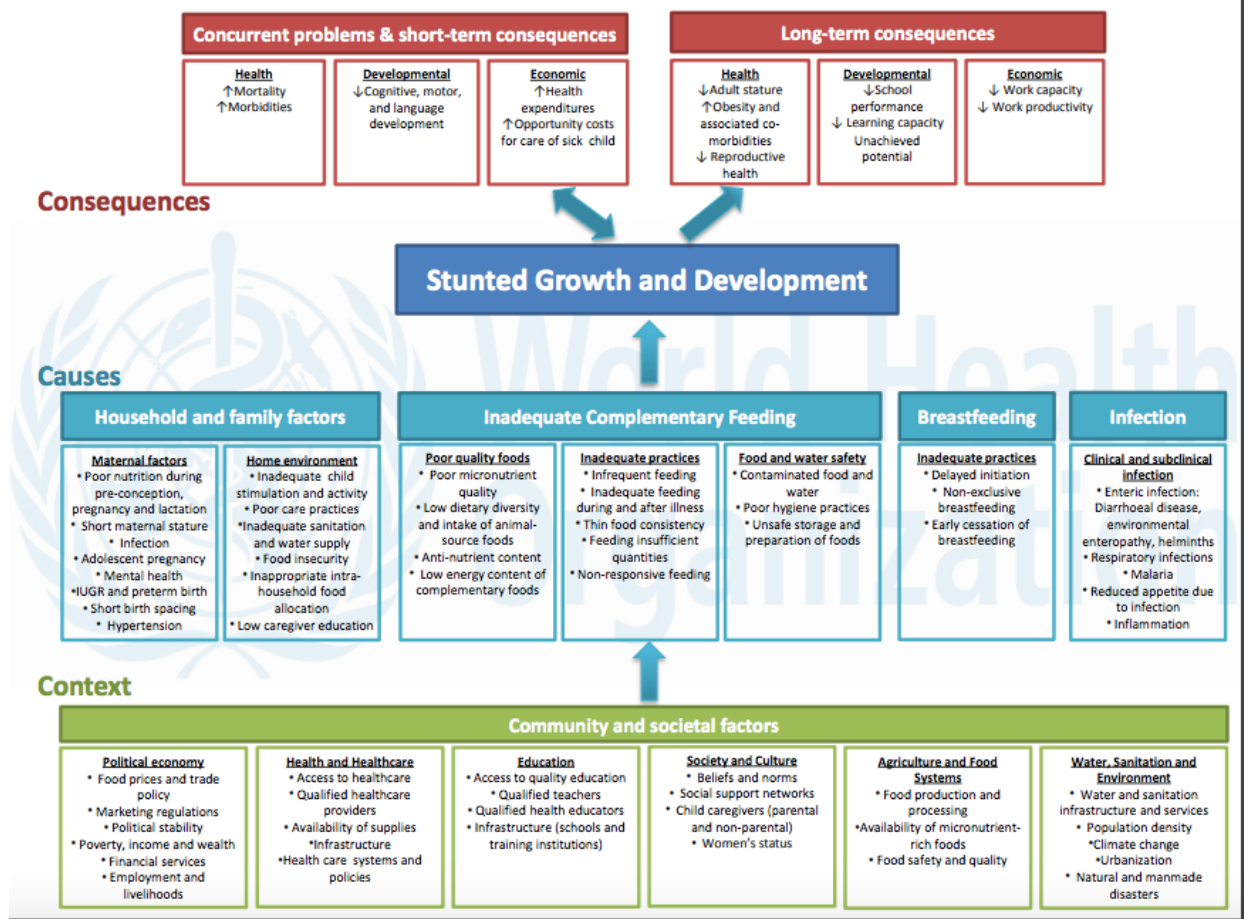 Concurrent problems & short-term consequences
Long-term consequences
Health
↑Mortality
↑Morbidities
Developmental
↓Cognitive, motor,
and language
development
Economic
↑Health
expenditures
↑Opportunity costs
for care of sick child
Health
↓Adult stature
↑Obesity and
associated co-
morbidities
↓ Reproductive
health
Developmental
↓School
performance
↓ Learning capacity
Unachieved
potential
Economic
↓ Work capacity
↓ Work productivity
Consequences
Stunted Growth and Development
World Health
Organization
Causes
Household and family factors
Inadequate Complementary Feeding
Breastfeeding
Infection
Maternal factors
• Poor nutrition during
pre-conception,
pregnancy and lactation
• Short maternal stature
• Infection
• Adolescent pregnancy
• Mental health
•IUGR and preterm birth
• Short birth spacing
• Hypertension
Home environment
• Inadequate child
stimulation and activity
• Poor care practices
•Inadequate sanitation
and water supply
• Food insecurity
• Inappropriate intra-
household food
allocation
• Low caregiver education
Poor quality foods
• Poor micronutrient
quality
• Low dietary diversity
and intake of animal-
source foods
• Anti-nutrient content
• Low energy content of
complementary foods
Inadequate practices
• Infrequent feeding
• Inadequate feeding
during and after illness
• Thin food consistency
• Feeding insufficient
quantities
• Non-responsive feeding
Food and water safety
• Contaminated food and
water
• Poor hygiene practices
• Unsafe storage and
preparation of foods
Inadequate practices
• Delayed initiation
• Non-exclusive
breastfeeding
• Early cessation of
breastfeeding
Clinical and subclinical
infection
• Enteric infection:
Diarrhoeal disease,
environmental
enteropathy, helminths
• Respiratory infections
• Malaria
• Reduced appetite due
to infection
• Inflammation
Context
Community and societal factors
Political economy
• Food prices and trade
policy
• Marketing regulations
• Political stability
• Poverty, income and wealth
• Financial services
• Employment and
livelihoods
Health and Healthcare
• Access to healthcare
• Qualified healthcare
providers
• Availability of supplies
•Infrastructure
•Health care systems and
policies
Education
• Access to quality education
• Qualified teachers
• Qualified health educators
• Infrastructure (schools and
training institutions)
Society and Culture
• Beliefs and norms
• Social support networks
• Child caregivers (parental
and non-parental)
• Women's status
Agriculture and Food
Systems
• Food production and
processing
•Availability of micronutrient-
rich foods
• Food safety and quality
Water, Sanitation and
Environment
• Water and sanitation
infrastructure and services
• Population density
•Climate change
•Urbanization
• Natural and manmade
disasters